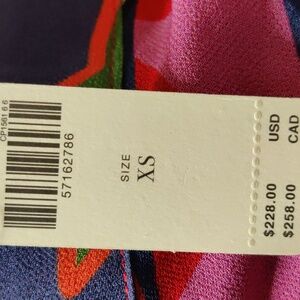 CP1561 6 6
57162786
SIZE
XS
USD CAD
$228.00 $258.00